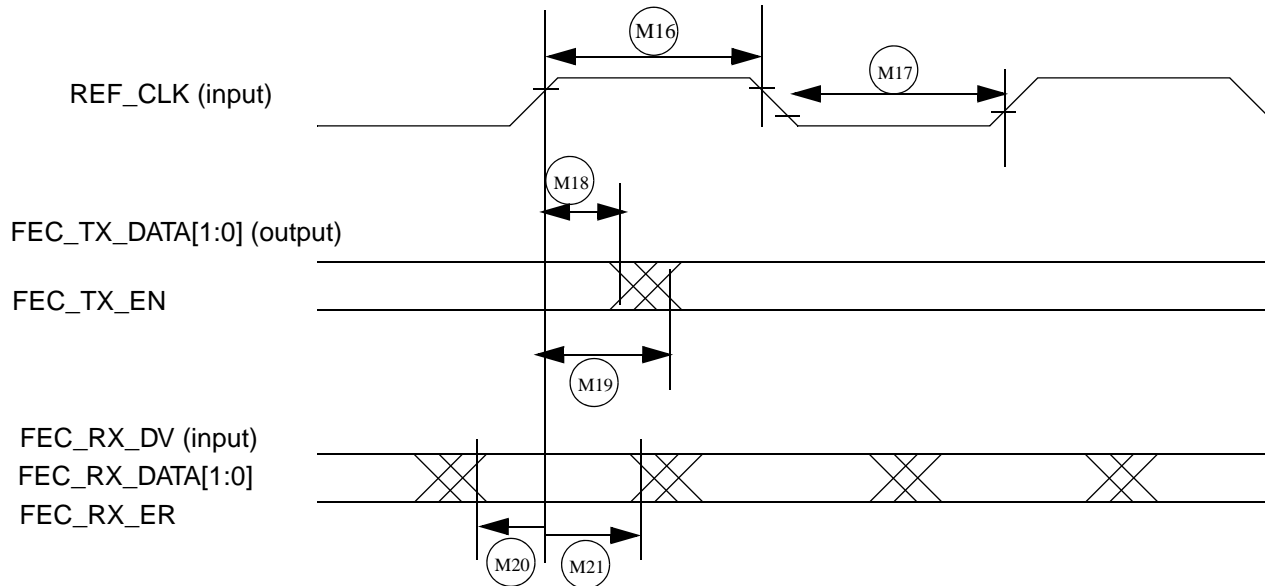 M16
REF_CLK (input)
M17
M18
FEC_TX_DATA[1:0] (output)
FEC_TX_EN
M19
FEC_RX_DV (input)
FEC_RX_DATA[1:0]
FEC_RX_ER
M20
M21